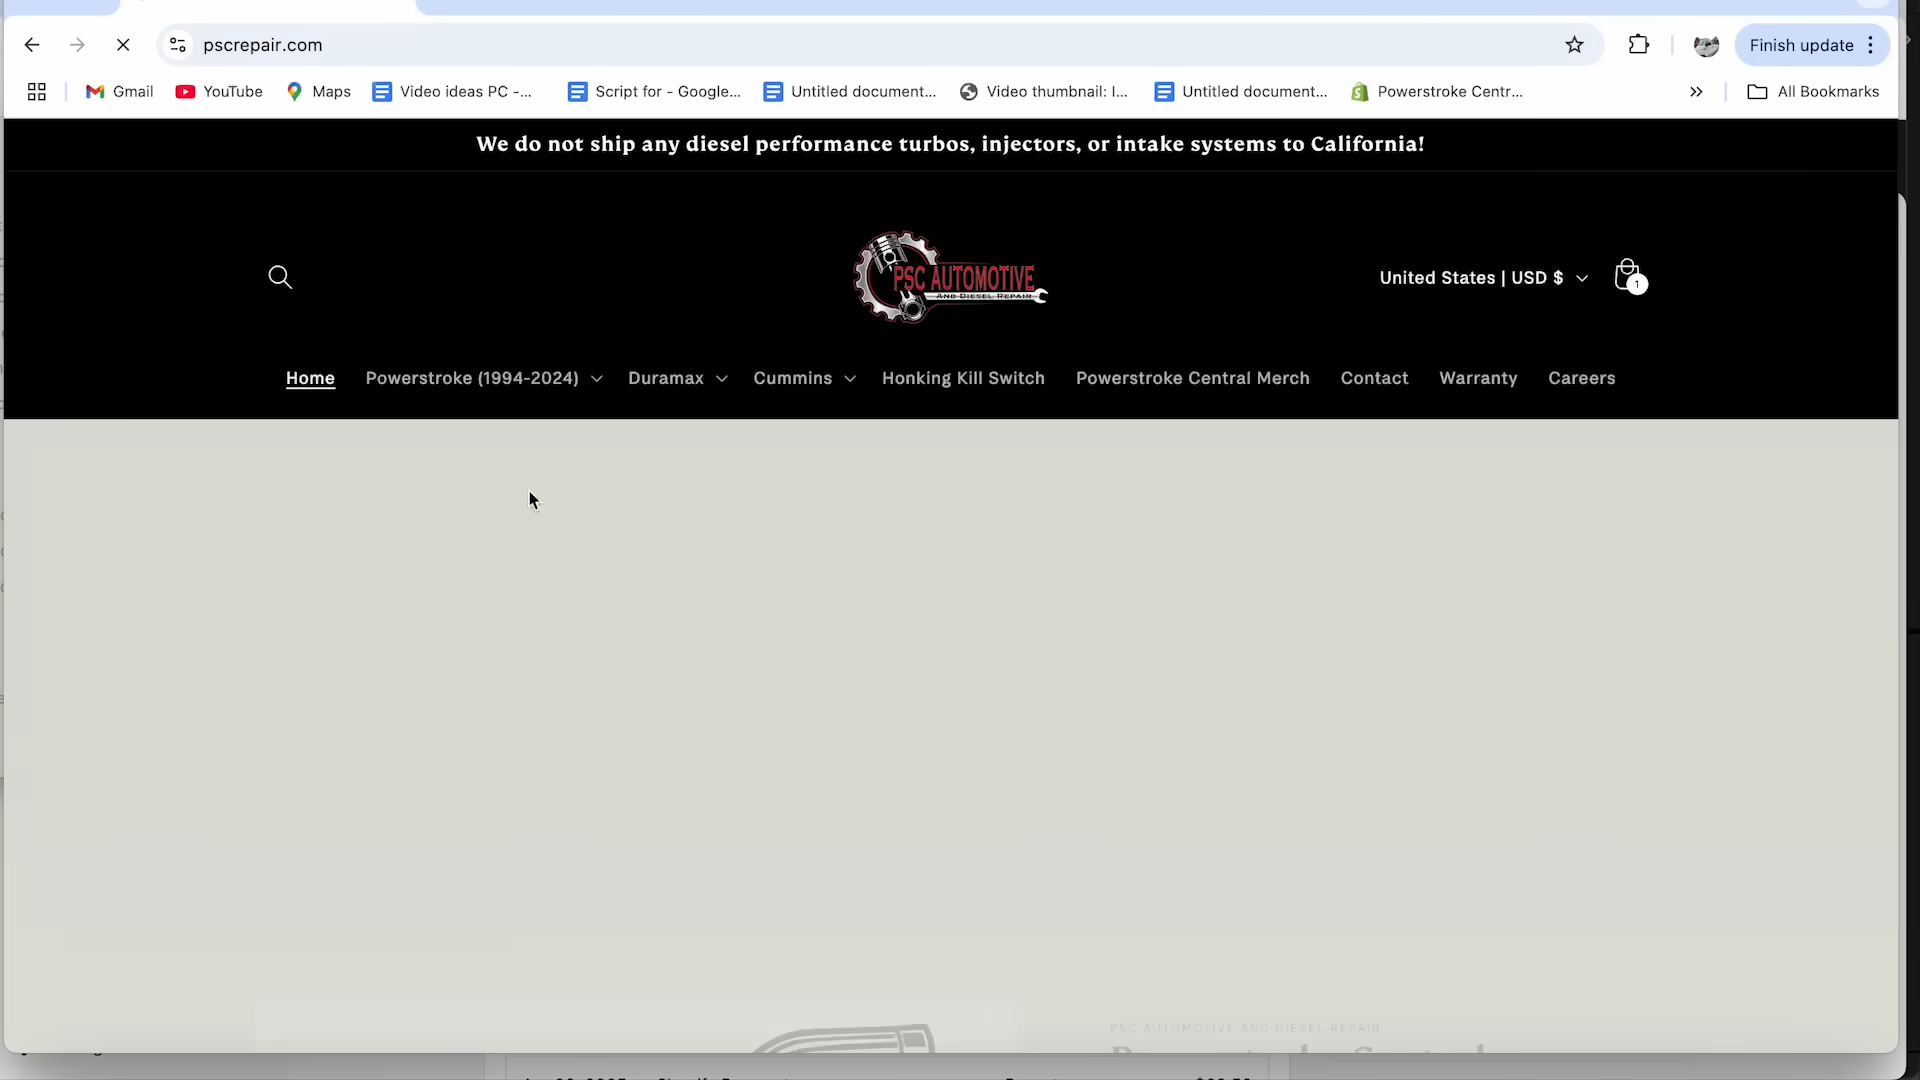 pscrepair.com
Finish update
Gmail
YouTube
Maps
Video ideas PC -...
Script for - Google...
Untitled document...
Video thumbnail: I...
Untitled document...
Powerstroke Centr...
All Bookmarks
We do not ship any diesel performance turbos, injectors, or intake systems to California!
PSC AUTOMOTIVE
AND DIESEL REPAIR
United States | USD $
1
Home
Powerstroke (1994-2024)
Duramax
Cummins
Honking Kill Switch
Powerstroke Central Merch
Contact
Warranty
Careers
PSC AUTOMOTIVE AND DIESEL REPAIR